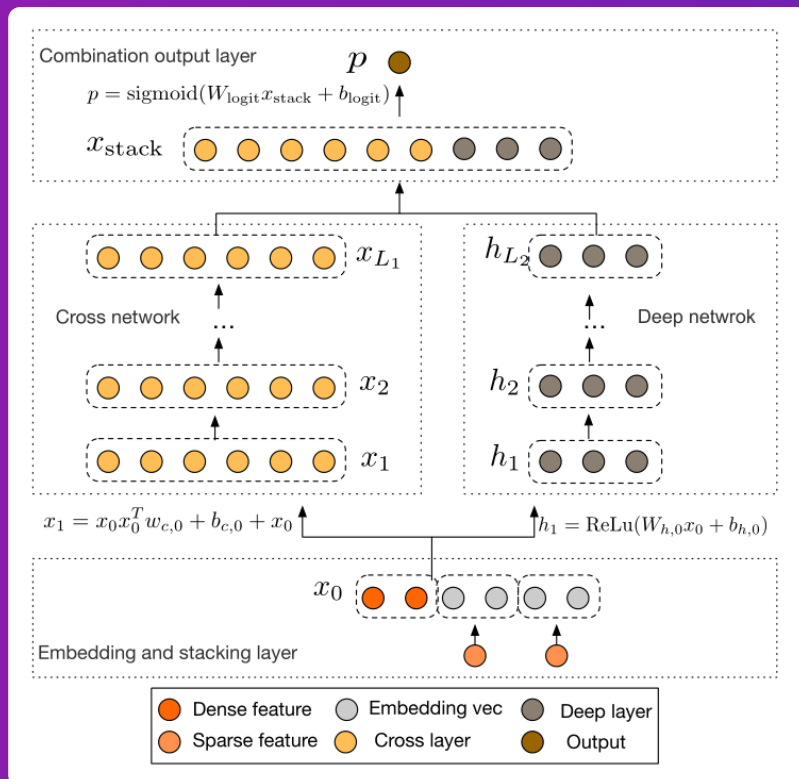 Combination output layer
p
p = sigmoid(W_logit x_stack + b_logit)
x_stack
x_{L_1}
h_{L_2}
Cross network
...
...
Deep netwrok
x_2
h_2
x_1
h_1
x_1 = x_0 x_0^T w_{c,0} + b_{c,0} + x_0
h_1 = ReLu(W_{h,0} x_0 + b_{h,0})
x_0
Embedding and stacking layer
Dense feature Embedding vec Deep layer
Sparse feature Cross layer Output